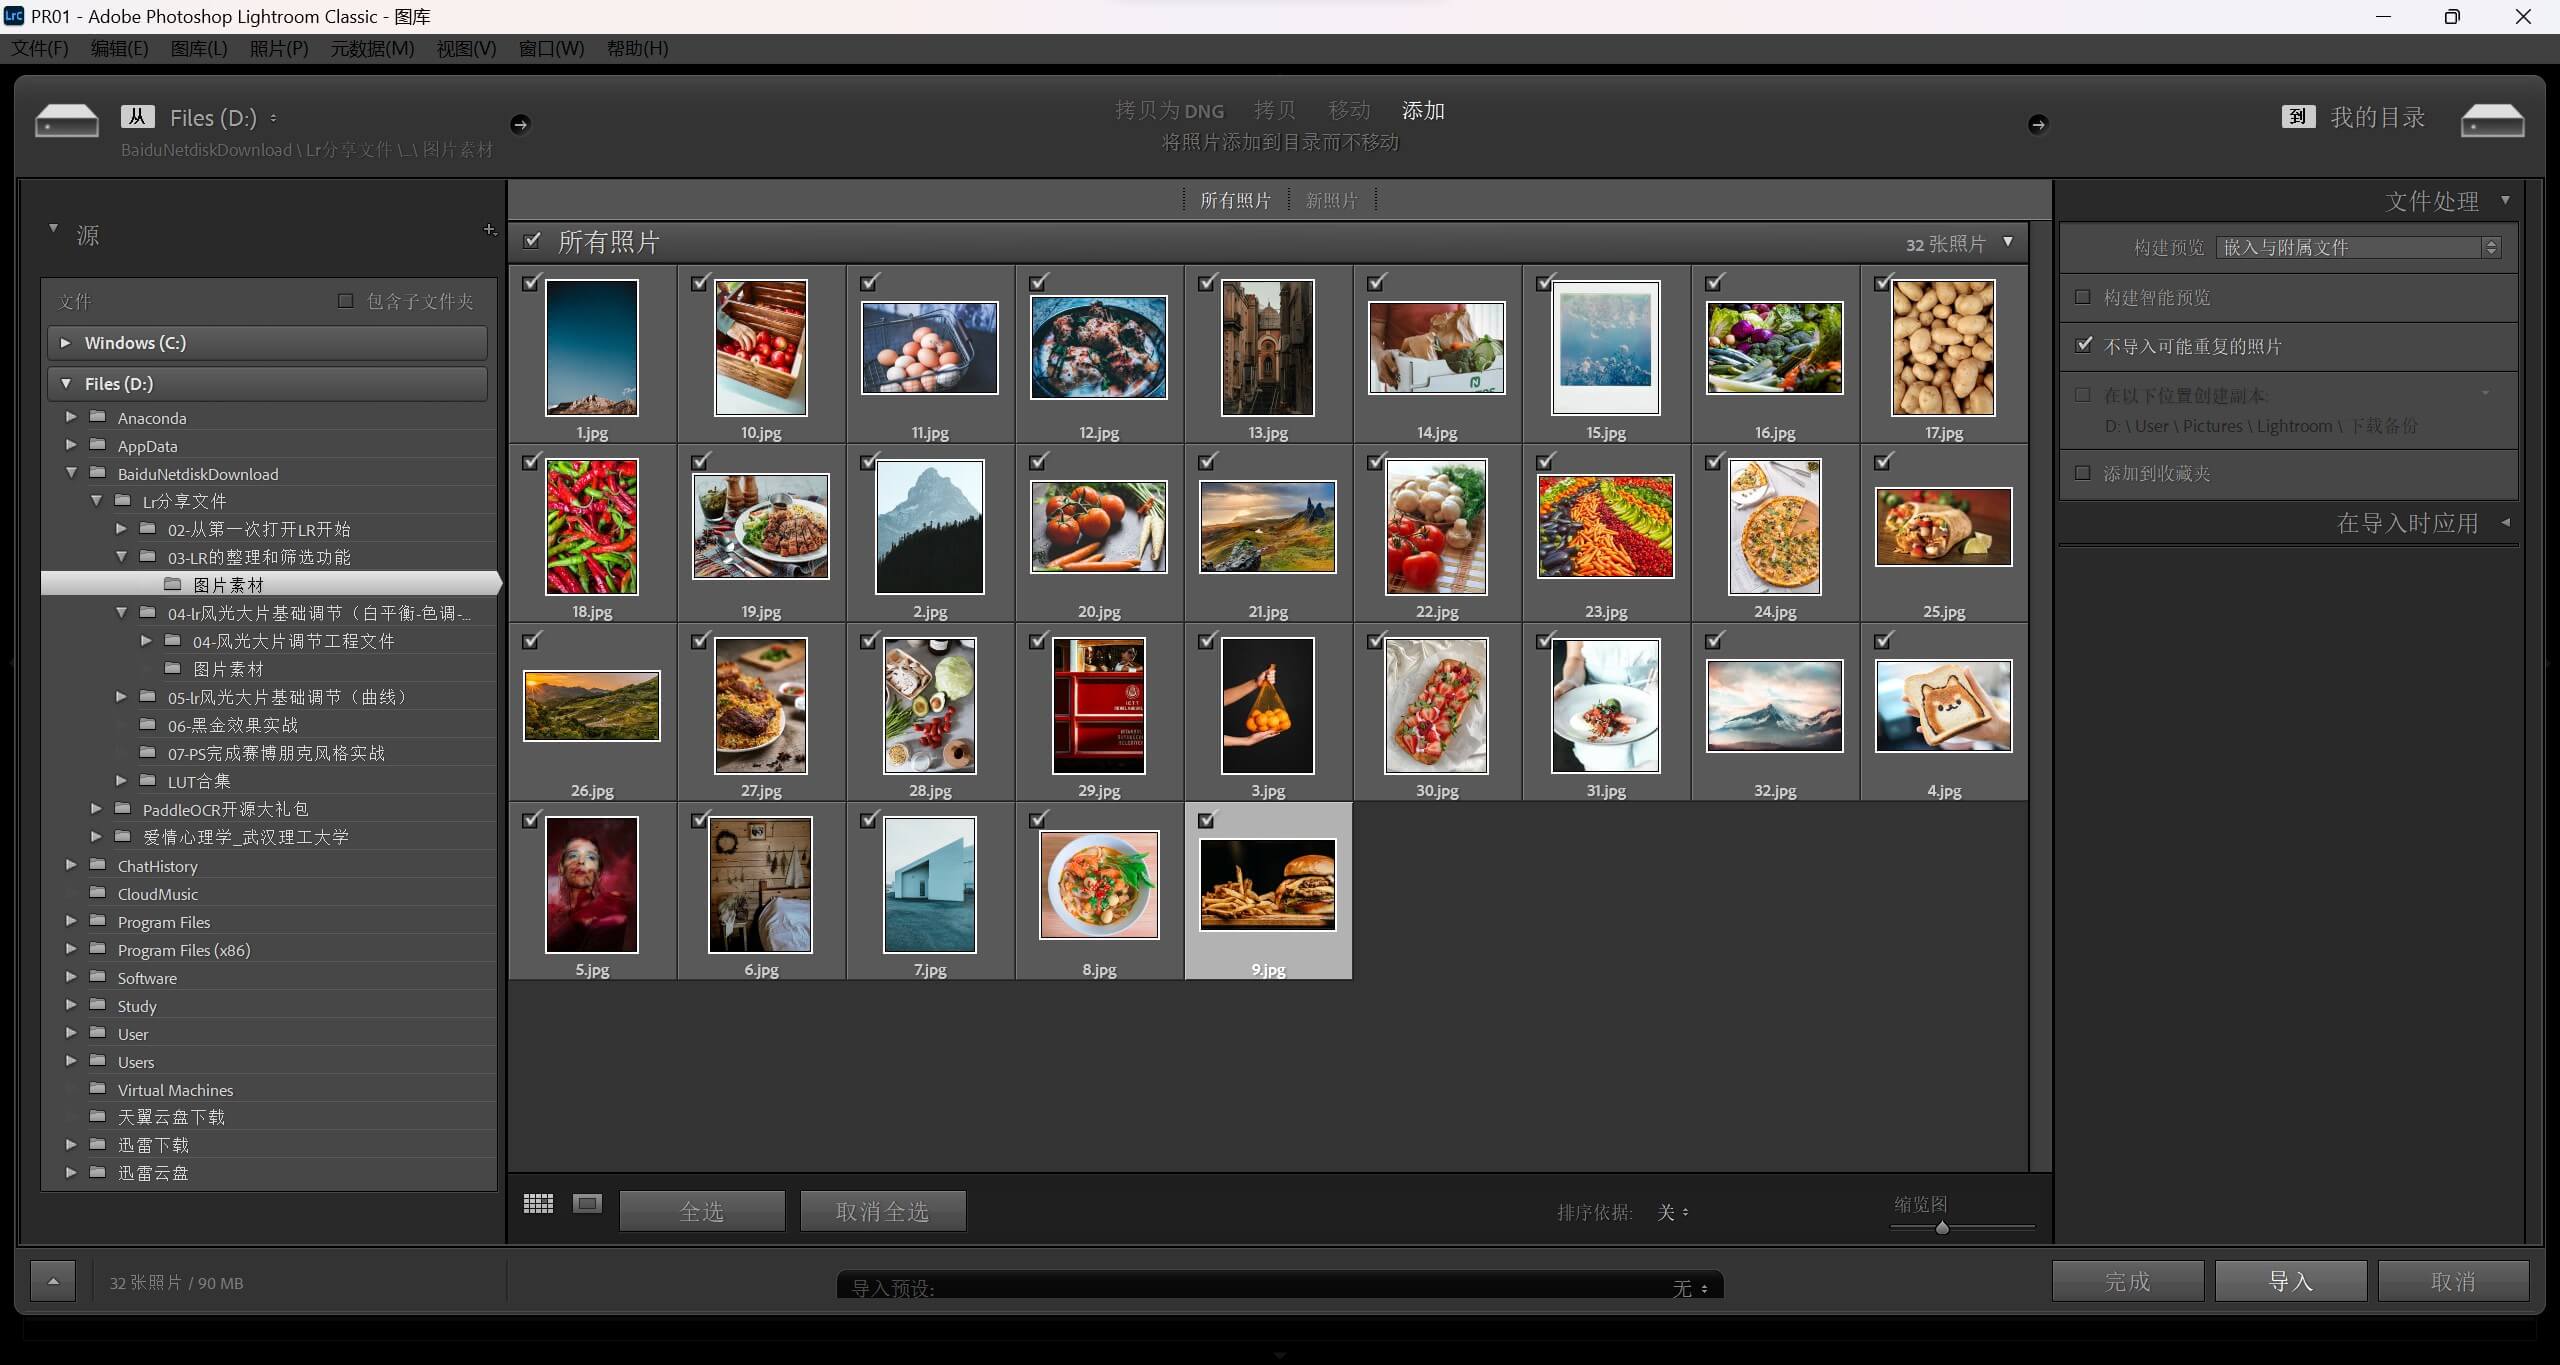 PR01 - Adobe Photoshop Lightroom Classic - 图库
文件(F) 编辑(E) 图库(L) 照片(P) 元数据(M) 视图(V) 窗口(W) 帮助(H)
从 Files (D:)
BaiduNetdiskDownload \ Lr分享文件 \...\ 图片素材
拷贝为 DNG 拷贝 移动 添加
将照片添加到目录而不移动
到 我的目录
源
文件 包含子文件夹
Windows (C:)
Files (D:)
Anaconda
AppData
BaiduNetdiskDownload
Lr分享文件
02-从第一次打开LR开始
03-LR的整理和筛选功能
图片素材
04-lr风光大片基础调节（白平衡-色调-...
04-风光大片调节工程文件
图片素材
05-lr风光大片基础调节（曲线）
06-黑金效果实战
07-PS完成赛博朋克风格实战
LUT合集
PaddleOCR开源大礼包
爱情心理学_武汉理工大学
ChatHistory
CloudMusic
Program Files
Program Files (x86)
Software
Study
User
Users
Virtual Machines
天翼云盘下载
迅雷下载
迅雷云盘
所有照片 新照片
所有照片 32 张照片
1.jpg 10.jpg 11.jpg 12.jpg 13.jpg 14.jpg 15.jpg 16.jpg 17.jpg
18.jpg 19.jpg 2.jpg 20.jpg 21.jpg 22.jpg 23.jpg 24.jpg 25.jpg
26.jpg 27.jpg 28.jpg 29.jpg 3.jpg 30.jpg 31.jpg 32.jpg 4.jpg
5.jpg 6.jpg 7.jpg 8.jpg 9.jpg
全选 取消全选 排序依据: 关 缩览图
文件处理
构建预览 嵌入与附属文件
构建智能预览
不导入可能重复的照片
在以下位置创建副本:
D: \ User \ Pictures \ Lightroom \ 下载备份
添加到收藏夹
在导入时应用
32 张照片 / 90 MB
导入预设: 无
完成 导入 取消